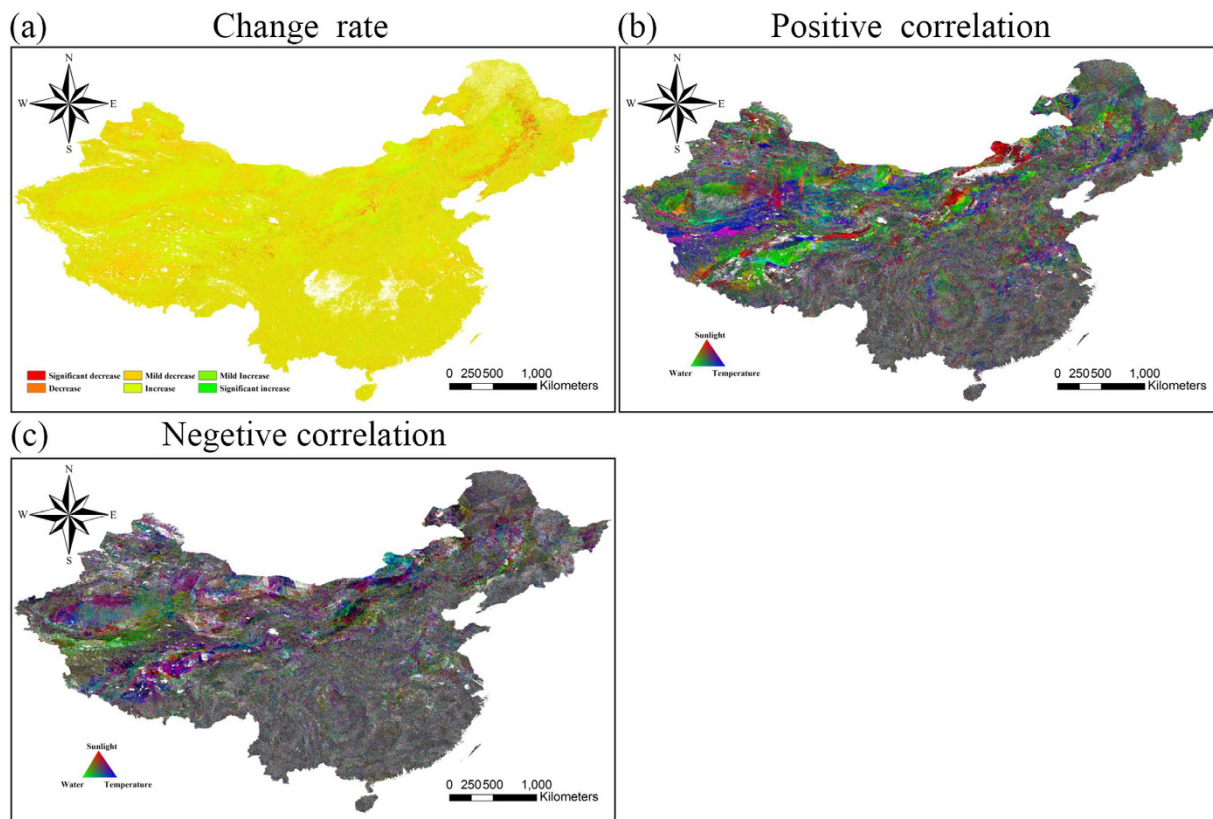 (a) Change rate
N
W E
S
Significant decrease Mild decrease Mild Increase
Decrease Increase Significant increase
0 250 500 1,000
Kilometers
(b) Positive correlation
N
W E
S
Sunlight
Water Temperature
0 250 500 1,000
Kilometers
(c) Negetive correlation
N
W E
S
Sunlight
Water Temperature
0 250 500 1,000
Kilometers